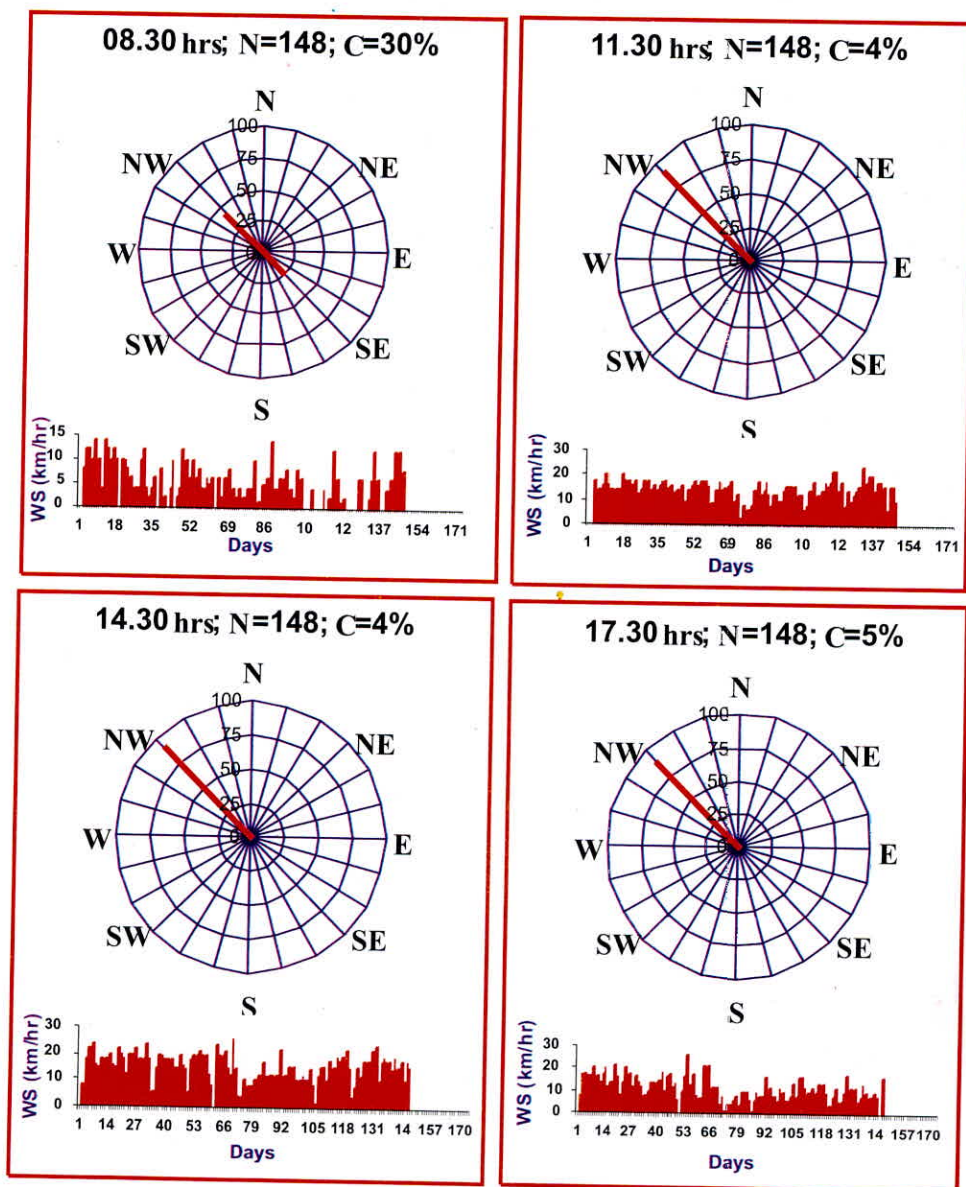 08.30 hrs; N=148; C=30%
N
100
NW
75
NE
50
25
0
W
E
SW
SE
S
WS (km/hr)
15
10
5
0
1 18 35 52 69 86 10 12 137 154 171
Days
11.30 hrs; N=148; C=4%
N
100
NW
75
NE
50
25
0
W
E
SW
SE
S
WS (km/hr)
30
20
10
0
1 18 35 52 69 86 10 12 137 154 171
Days
14.30 hrs; N=148; C=4%
N
100
NW
75
NE
50
25
0
W
E
SW
SE
S
WS (km/hr)
30
20
10
0
1 14 27 40 53 66 79 92 105 118 131 14 157 170
Days
17.30 hrs; N=148; C=5%
N
100
NW
75
NE
50
25
0
W
E
SW
SE
S
WS (km/hr)
30
20
10
0
1 14 27 40 53 66 79 92 105 118 131 14 157 170
Days